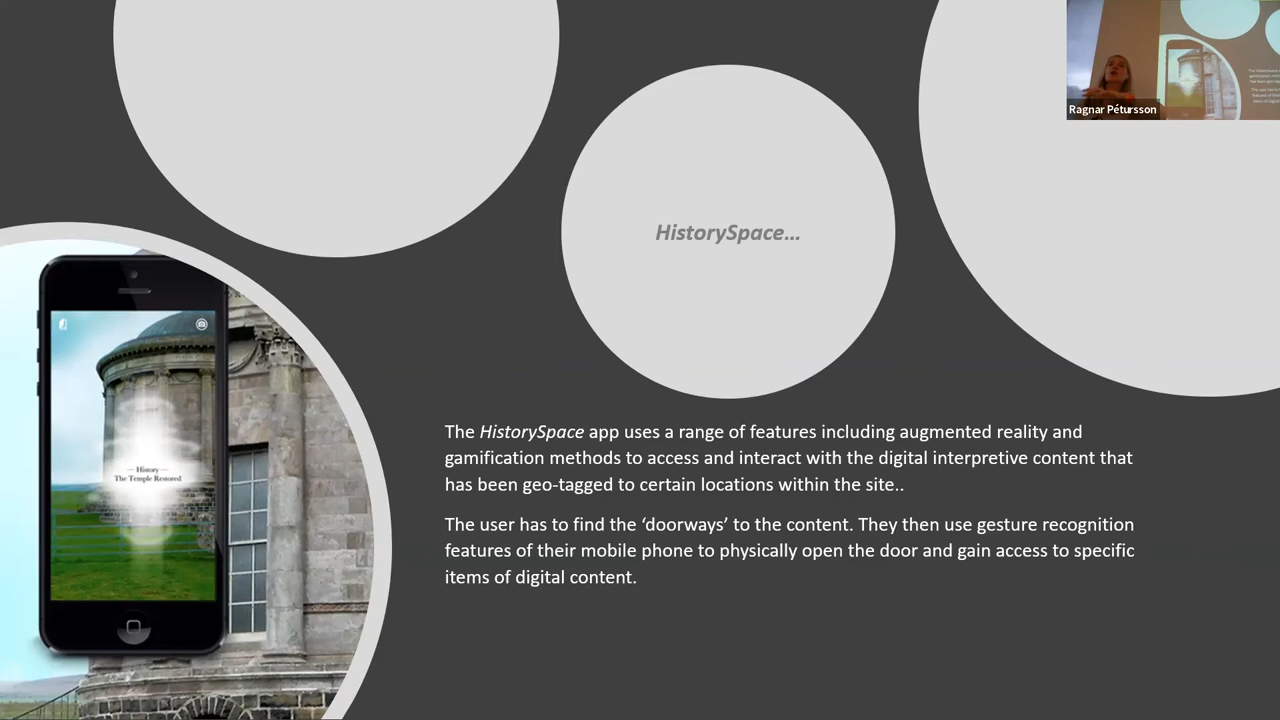 Ragnar Pétursson
HistorySpace...
— History —
The Temple Restored
The HistorySpace app uses a range of features including augmented reality and
gamification methods to access and interact with the digital interpretive content that
has been geo-tagged to certain locations within the site..
The user has to find the ‘doorways’ to the content. They then use gesture recognition
features of their mobile phone to physically open the door and gain access to specific
items of digital content.